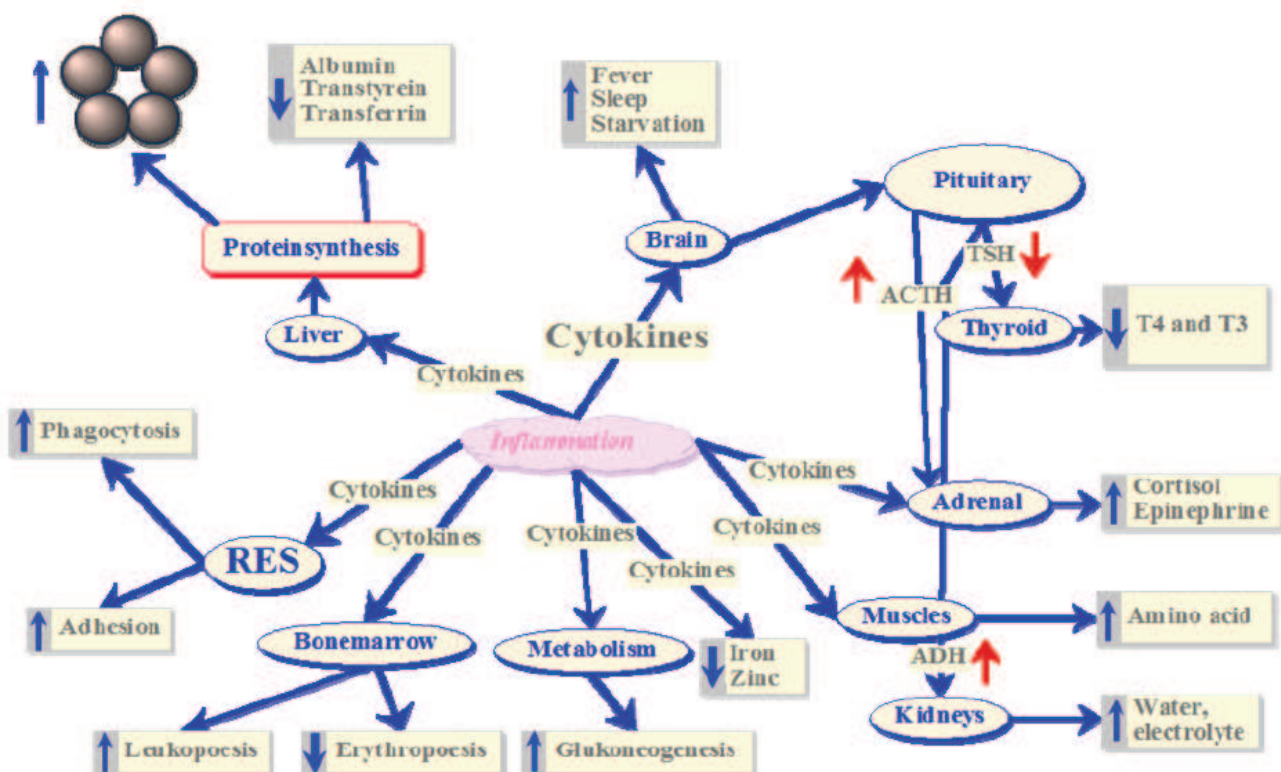 Albumin
Transtyrein
Transferrin
Fever
Sleep
Starvation
Pituitary
Proteinsynthesis
Brain
TSH
ACTH
Liver
Cytokines
Thyroid
T4 and T3
Cytokines
Phagocytosis
Inflammation
Cytokines
Cytokines
Cytokines
Cytokines
Cytokines
Cytokines
Adrenal
Cortisol
Epinephrine
RES
Adhesion
Bonemarrow
Metabolism
Iron
Zinc
Muscles
Amino acid
ADH
Kidneys
Water,
electrolyte
Leukopoesis
Erythropoesis
Glukoneogenesis